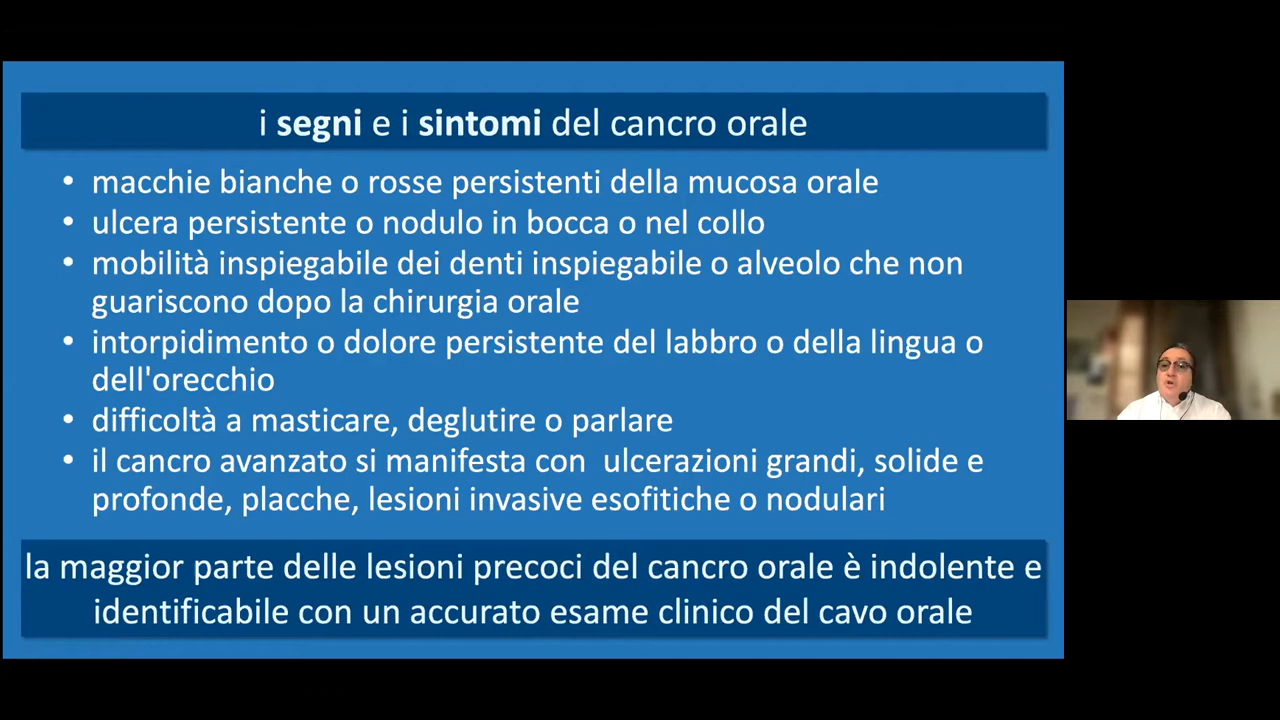 i segni e i sintomi del cancro orale
• macchie bianche o rosse persistenti della mucosa orale
• ulcera persistente o nodulo in bocca o nel collo
• mobilità inspiegabile dei denti inspiegabile o alveolo che non
guariscono dopo la chirurgia orale
• intorpidimento o dolore persistente del labbro o della lingua o
dell'orecchio
• difficoltà a masticare, deglutire o parlare
• il cancro avanzato si manifesta con  ulcerazioni grandi, solide e
profonde, placche, lesioni invasive esofitiche o nodulari
la maggior parte delle lesioni precoci del cancro orale è indolente e
identificabile con un accurato esame clinico del cavo orale